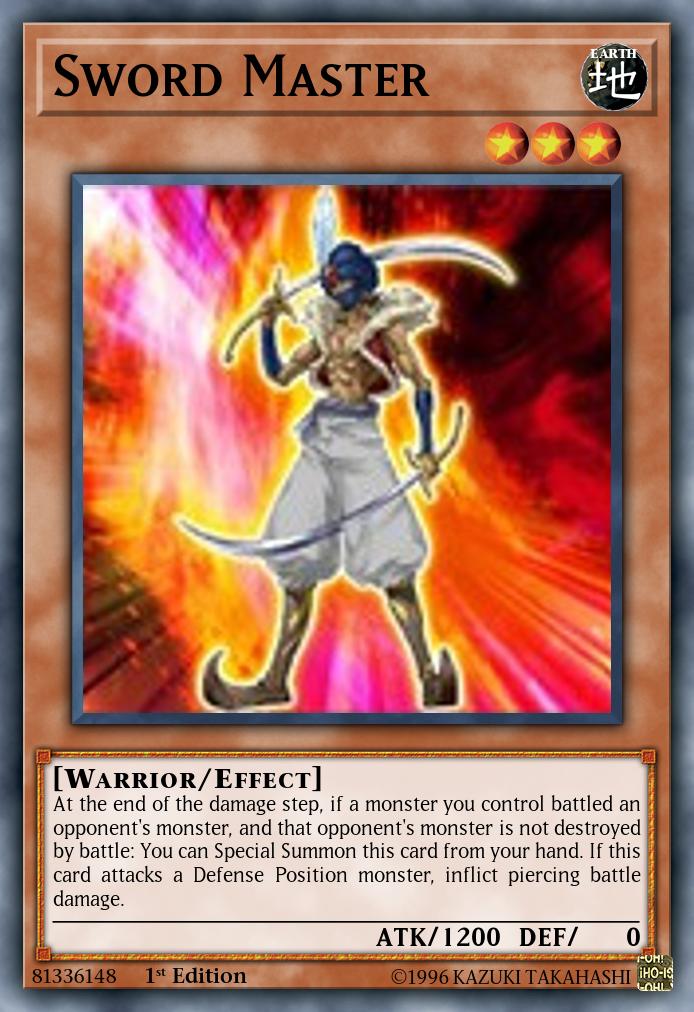 Sword Master
EARTH
地
[Warrior/Effect]
At the end of the damage step, if a monster you control battled an
opponent's monster, and that opponent's monster is not destroyed
by battle: You can Special Summon this card from your hand. If this
card attacks a Defense Position monster, inflict piercing battle
damage.
ATK/1200 DEF/ 0
81336148 1st Edition ©1996 KAZUKI TAKAHASHI